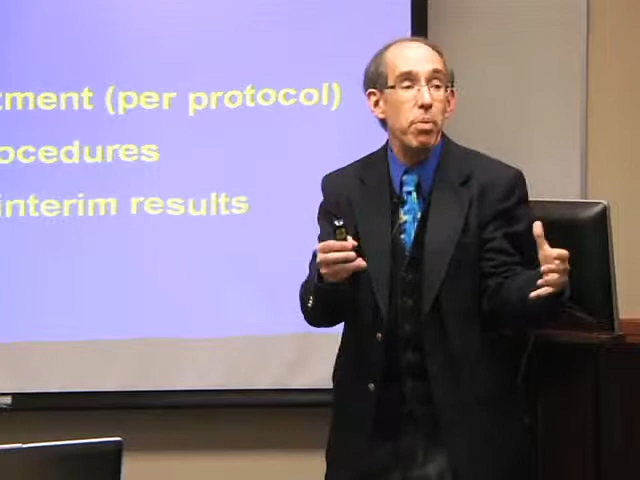 tment (per protocol)
ocedures
interim results